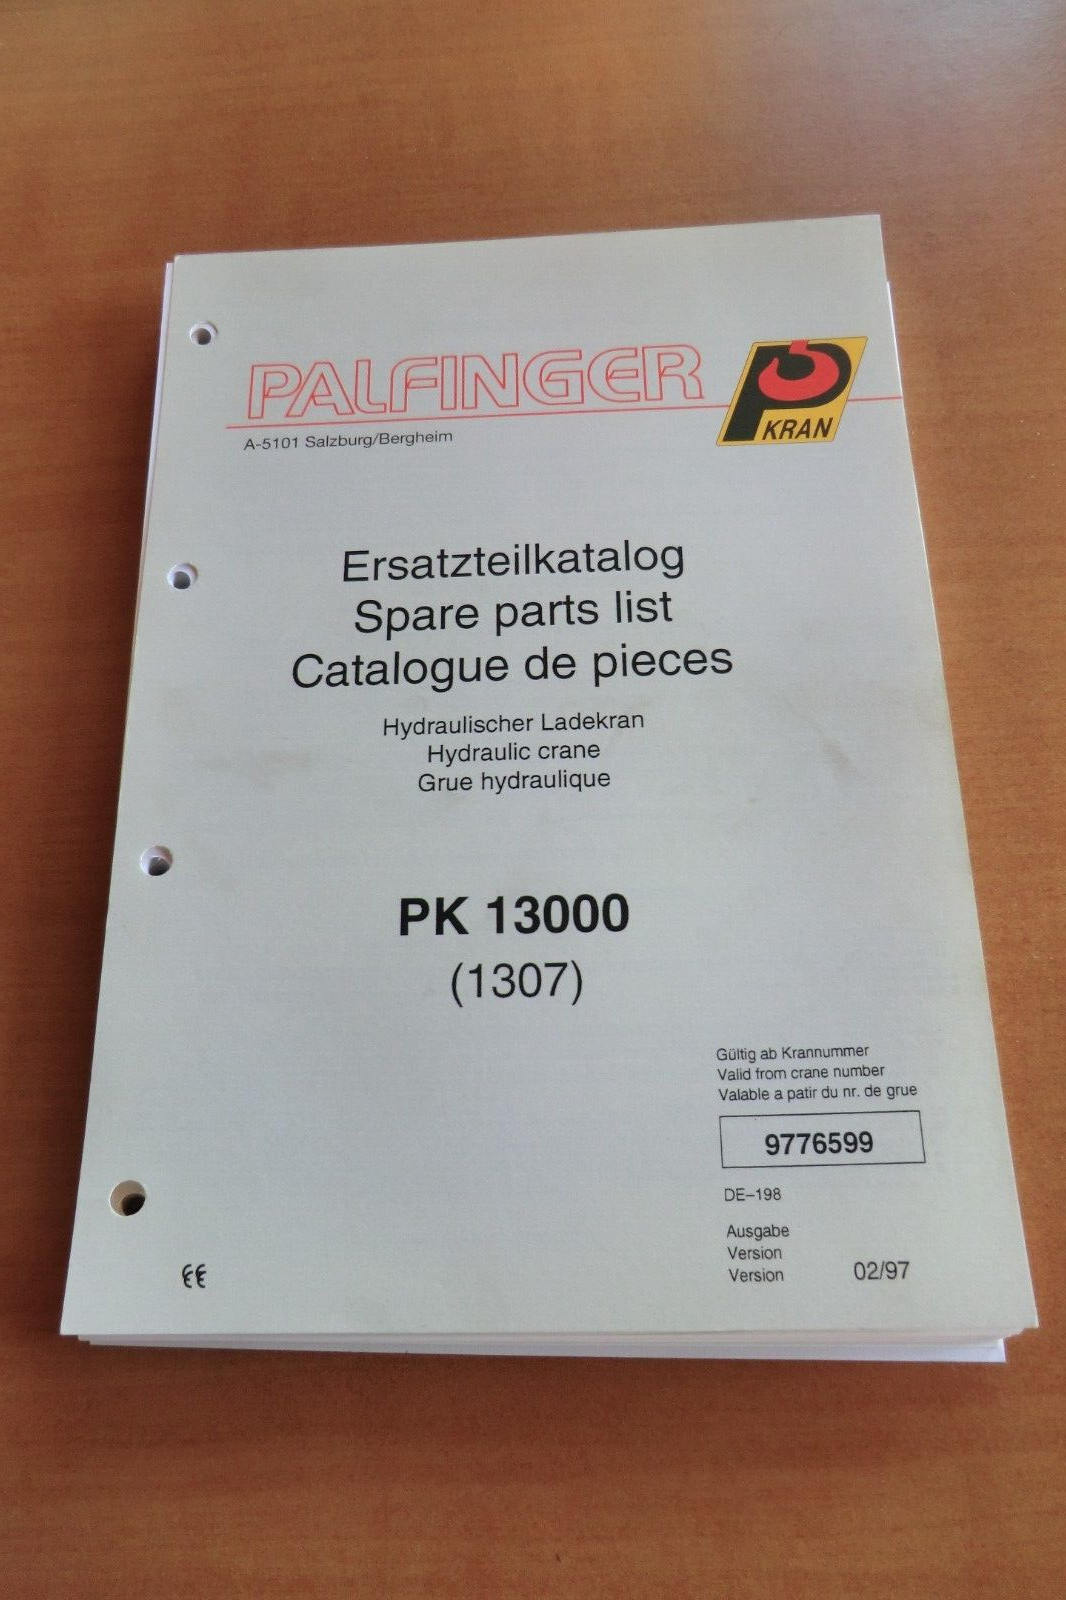 PALFINGER
KRAN
A-5101 Salzburg/Bergheim
Ersatzteilkatalog
Spare parts list
Catalogue de pieces
Hydraulischer Ladekran
Hydraulic crane
Grue hydraulique
PK 13000
(1307)
Gültig ab Krannummer
Valid from crane number
Valable a patir du nr. de grue
9776599
DE–198
Ausgabe
Version
Version 02/97
€€